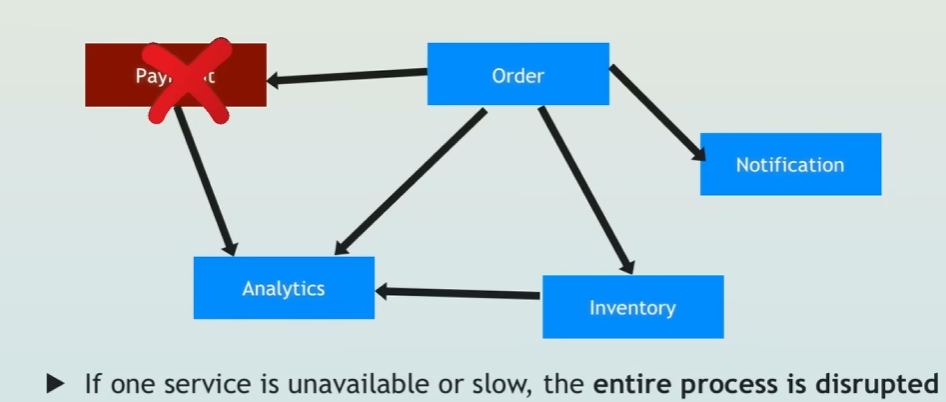 Order
Notification
Analytics
Inventory
► If one service is unavailable or slow, the entire process is disrupted